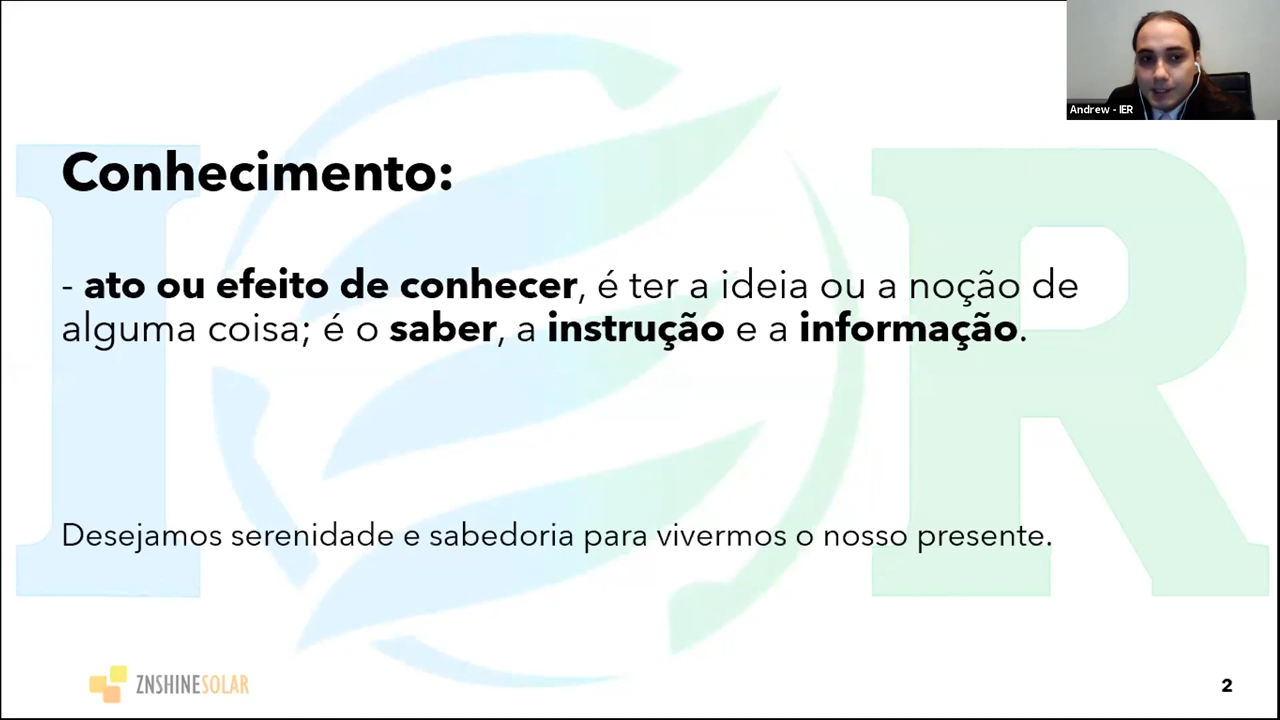 Andrew - IER
Conhecimento:
- ato ou efeito de conhecer, é ter a ideia ou a noção de
alguma coisa; é o saber, a instrução e a informação.
Desejamos serenidade e sabedoria para vivermos o nosso presente.
ZNSHINESOLAR
2